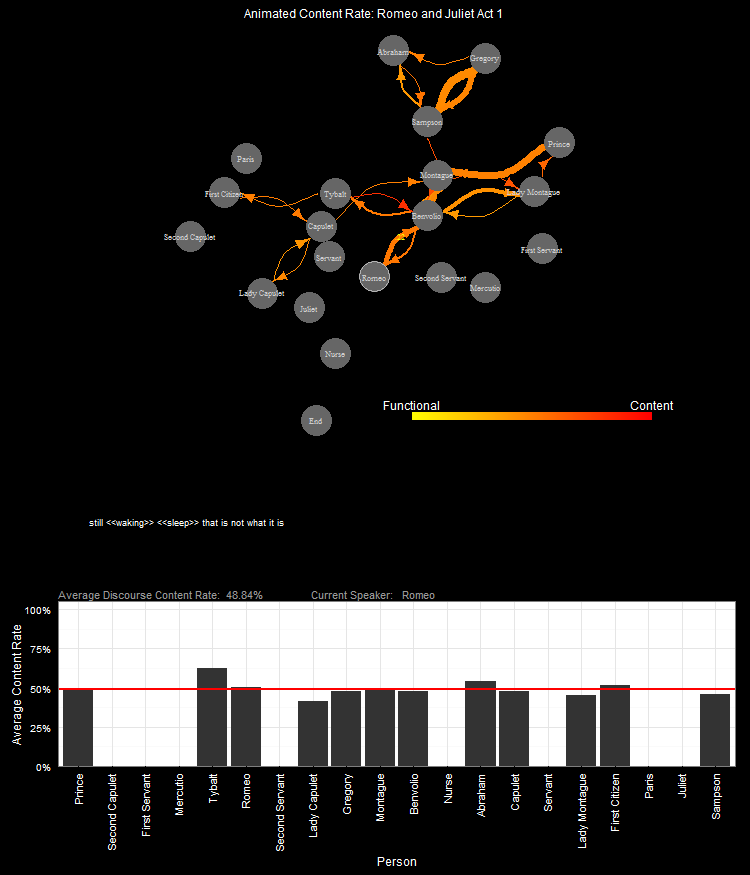 Animated Content Rate: Romeo and Juliet Act 1
Abraham
Gregory
Sampson
Prince
Paris
Montague
First Citizen
Tybalt
Lady Montague
Benvolio
Capulet
Second Capulet
First Servant
Servant
Romeo
Second Servant
Mercutio
Lady Capulet
Juliet
Nurse
Functional Content
End
still <<waking>> <<sleep>> that is not what it is
Average Discourse Content Rate: 48.84% Current Speaker: Romeo
Average Content Rate
100%
75%
50%
25%
0%
Prince
Second Capulet
First Servant
Mercutio
Tybalt
Romeo
Second Servant
Lady Capulet
Gregory
Montague
Benvolio
Nurse
Abraham
Capulet
Servant
Lady Montague
First Citizen
Paris
Juliet
Sampson
Person